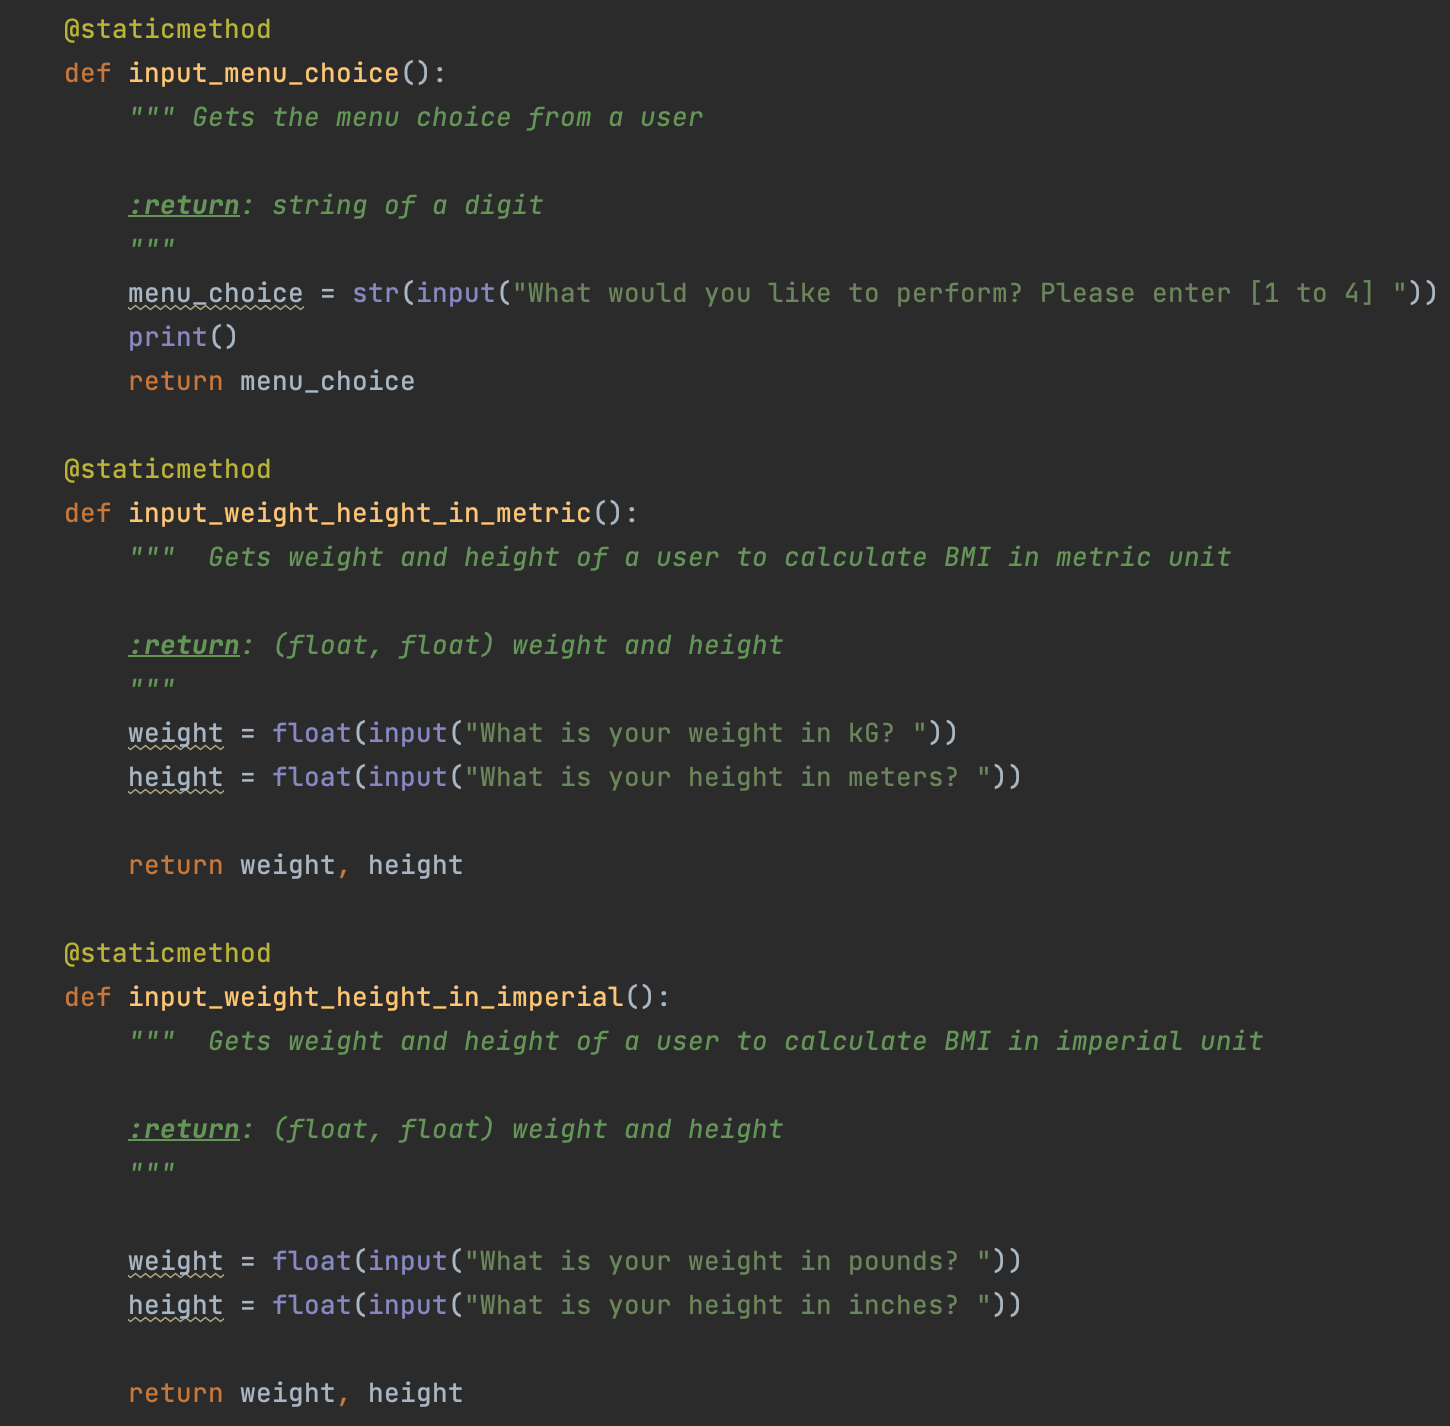 @staticmethod
def input_menu_choice():
    """ Gets the menu choice from a user

    :return: string of a digit
    """
    menu_choice = str(input("What would you like to perform? Please enter [1 to 4] "))
    print()
    return menu_choice

@staticmethod
def input_weight_height_in_metric():
    """  Gets weight and height of a user to calculate BMI in metric unit

    :return: (float, float) weight and height
    """
    weight = float(input("What is your weight in kG? "))
    height = float(input("What is your height in meters? "))

    return weight, height

@staticmethod
def input_weight_height_in_imperial():
    """  Gets weight and height of a user to calculate BMI in imperial unit

    :return: (float, float) weight and height
    """

    weight = float(input("What is your weight in pounds? "))
    height = float(input("What is your height in inches? "))

    return weight, height